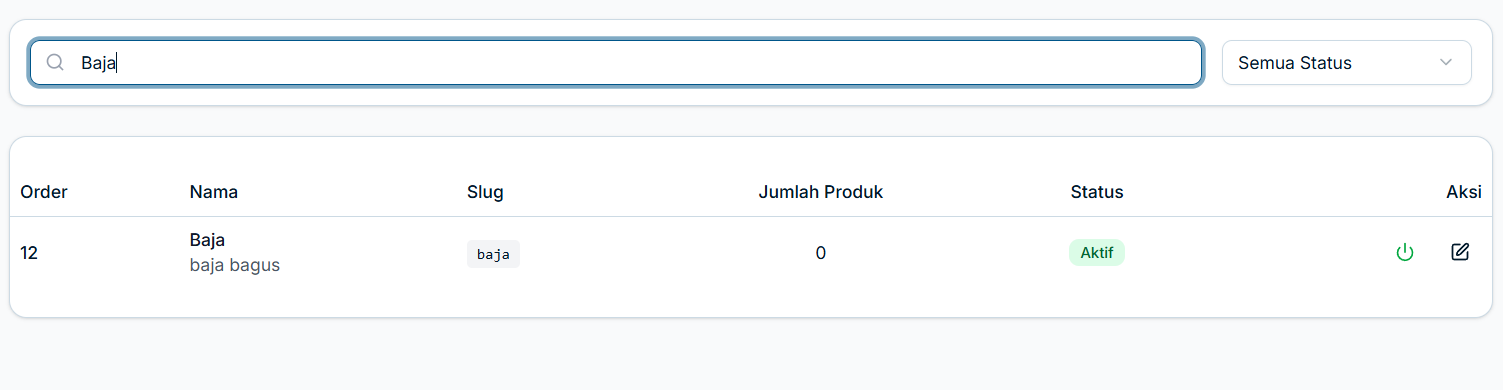 Baja
Semua Status
Order Nama Slug Jumlah Produk Status Aksi
12 Baja baja 0 Aktif
baja bagus